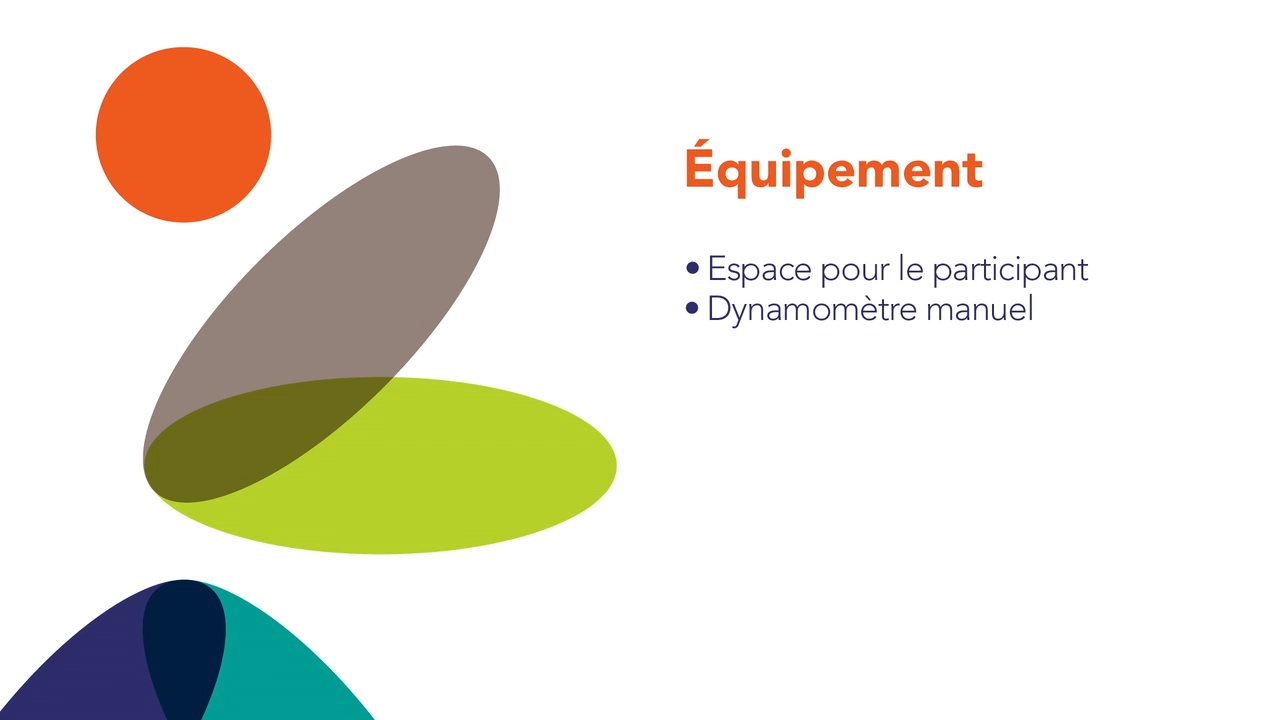 Équipement
• Espace pour le participant
• Dynamomètre manuel